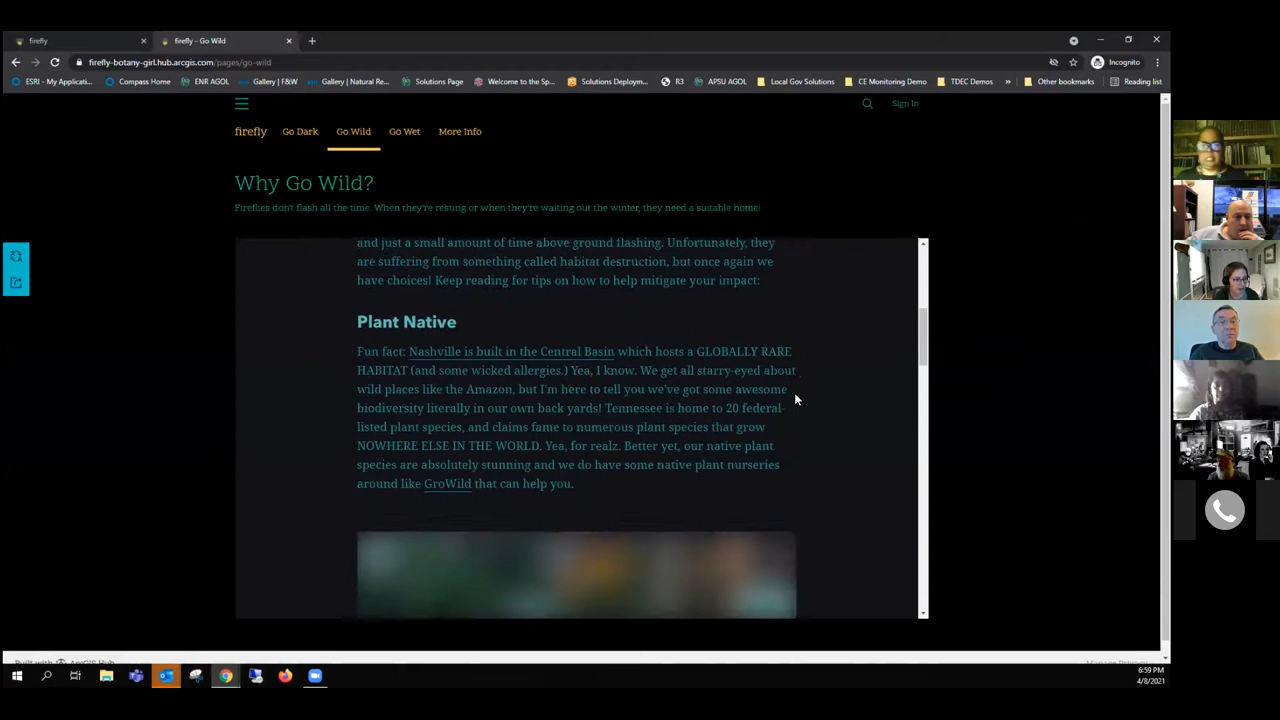 firefly
firefly - Go Wild
firefly-botany-girl.hub.arcgis.com/pages/go-wild
Incognito
ESRI - My Applicati...
Compass Home
ENR AGOL
Gallery | F&W
Gallery | Natural Re...
Solutions Page
Welcome to the Sp...
Solutions Deploym...
R3
APSU AGOL
Local Gov Solutions
CE Monitoring Demo
TDEC Demos
»
Other bookmarks
Reading list
Sign In
firefly Go Dark Go Wild Go Wet More Info
Why Go Wild?
Fireflies don't flash all the time. When they're resting or when they're waiting out the winter, they need a suitable home!
and just a small amount of time above ground flashing. Unfortunately, they
are suffering from something called habitat destruction, but once again we
have choices! Keep reading for tips on how to help mitigate your impact:
Plant Native
Fun fact: Nashville is built in the Central Basin which hosts a GLOBALLY RARE
HABITAT (and some wicked allergies.) Yea, I know. We get all starry-eyed about
wild places like the Amazon, but I'm here to tell you we've got some awesome
biodiversity literally in our own back yards! Tennessee is home to 20 federal-
listed plant species, and claims fame to numerous plant species that grow
NOWHERE ELSE IN THE WORLD. Yea, for realz. Better yet, our native plant
species are absolutely stunning and we do have some native plant nurseries
around like GroWild that can help you.
Built with ArcGIS Hub
Manage Privacy
6:59 PM
4/8/2021